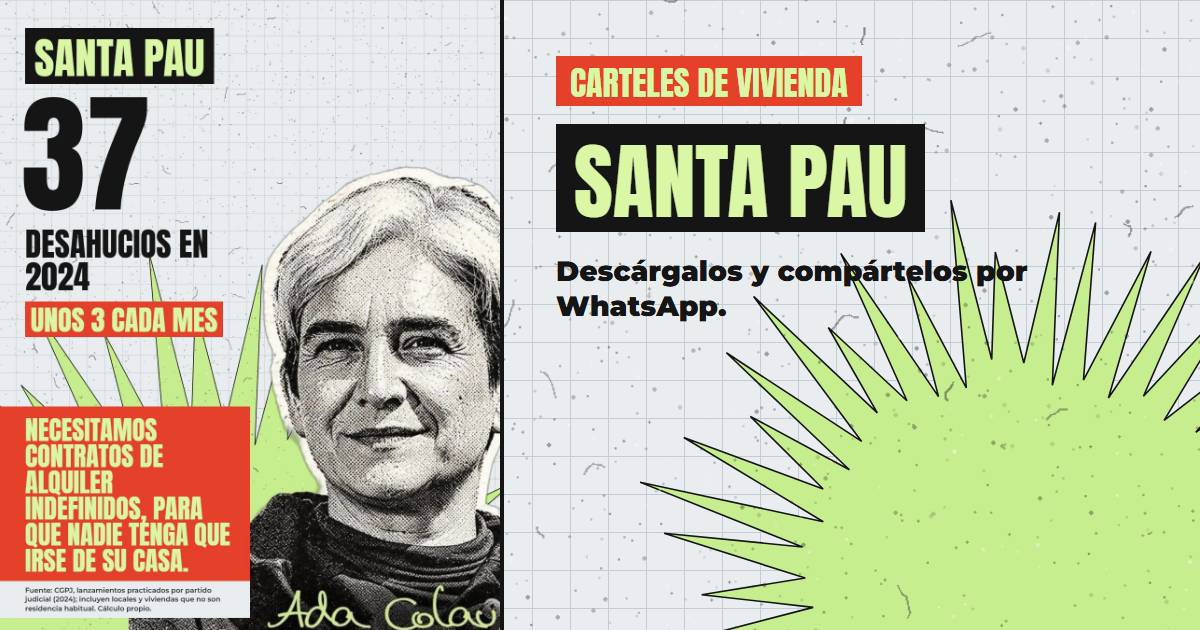 SANTA PAU
37
DESAHUCIOS EN
2024
UNOS 3 CADA MES
NECESITAMOS
CONTRATOS DE
ALQUILER
INDEFINIDOS, PARA
QUE NADIE TENGA QUE
IRSE DE SU CASA.
Fuente: CGPJ, lanzamientos practicados por partido
judicial (2024); incluyen locales y viviendas que no son
residencia habitual. Cálculo propio.
Ada Colau
CARTELES DE VIVIENDA
SANTA PAU
Descárgalos y compártelos por
WhatsApp.